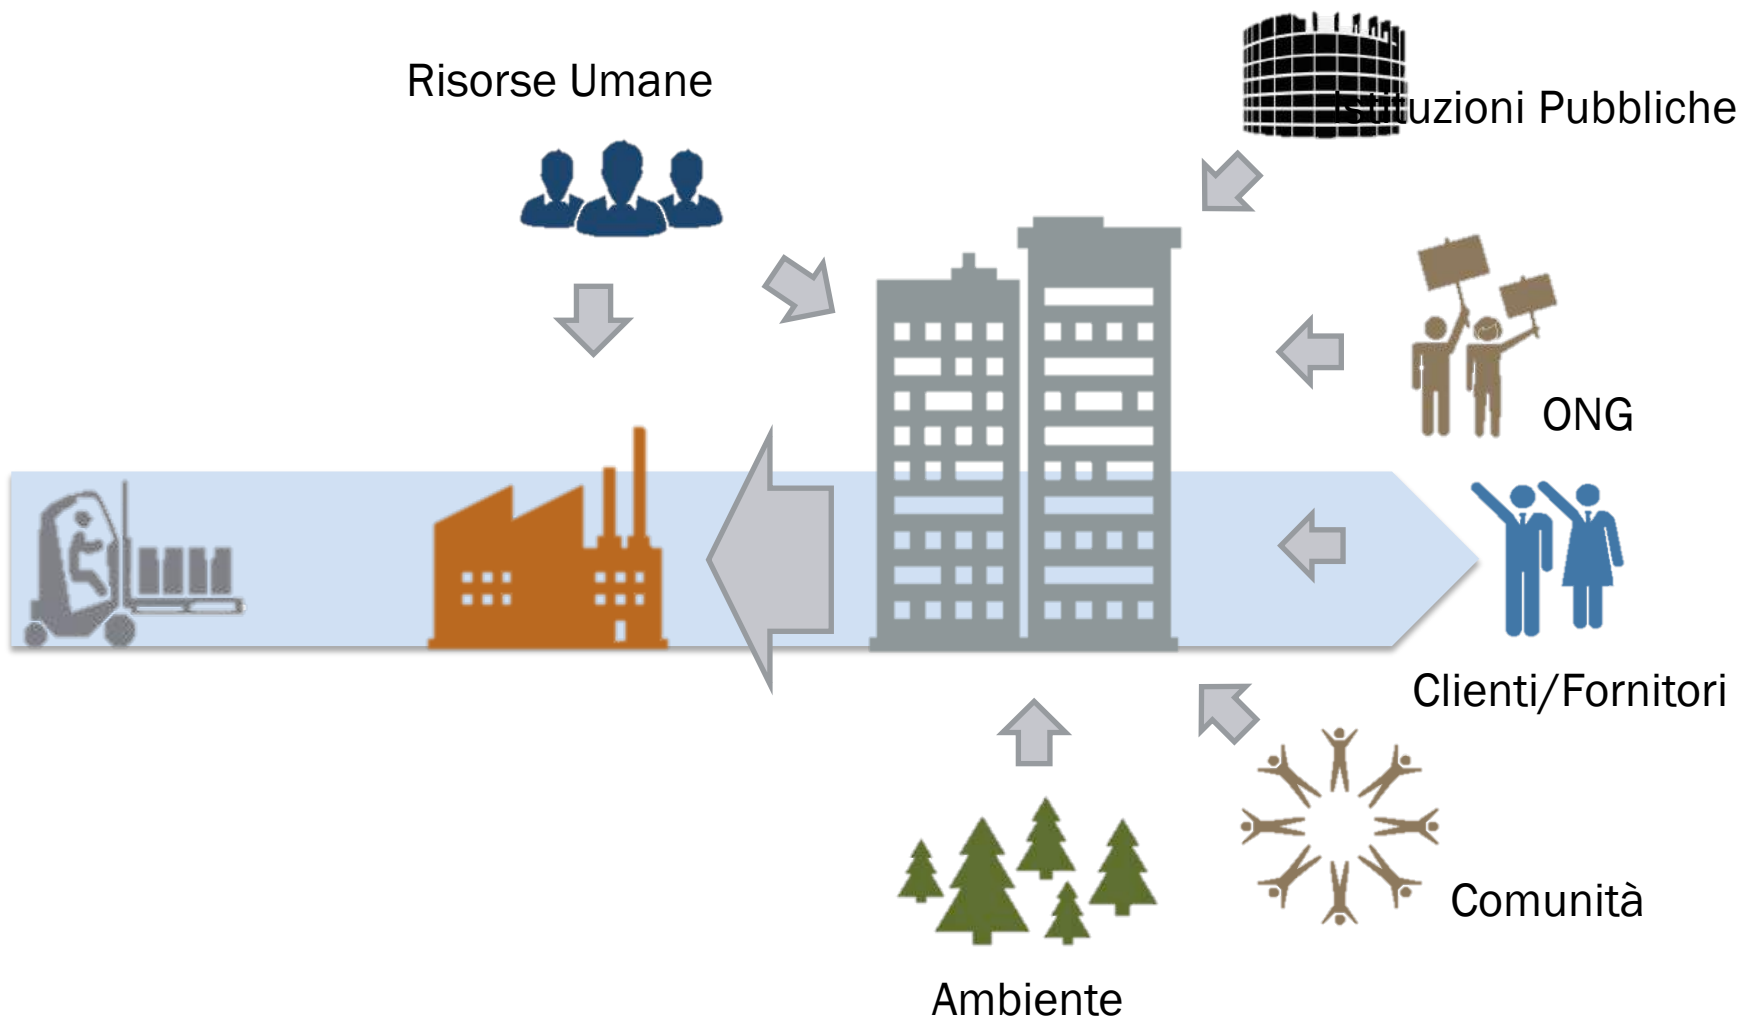 Risorse Umane
Istituzioni Pubbliche
ONG
Clienti/Fornitori
Comunità
Ambiente